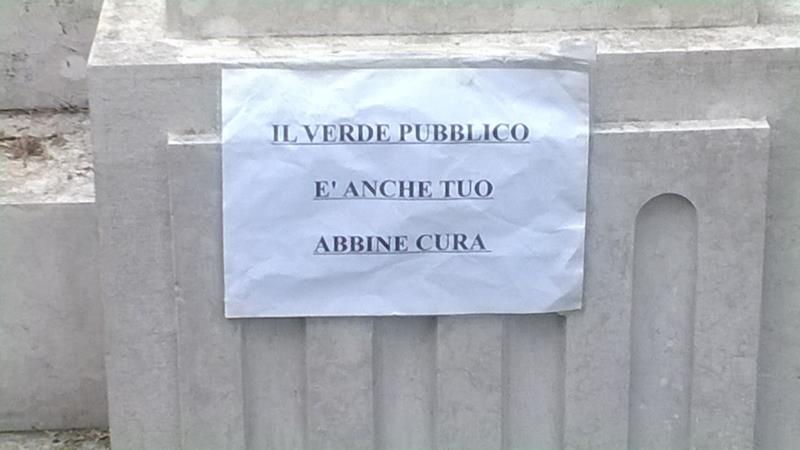 IL VERDE PUBBLICO
E' ANCHE TUO
ABBINE CURA